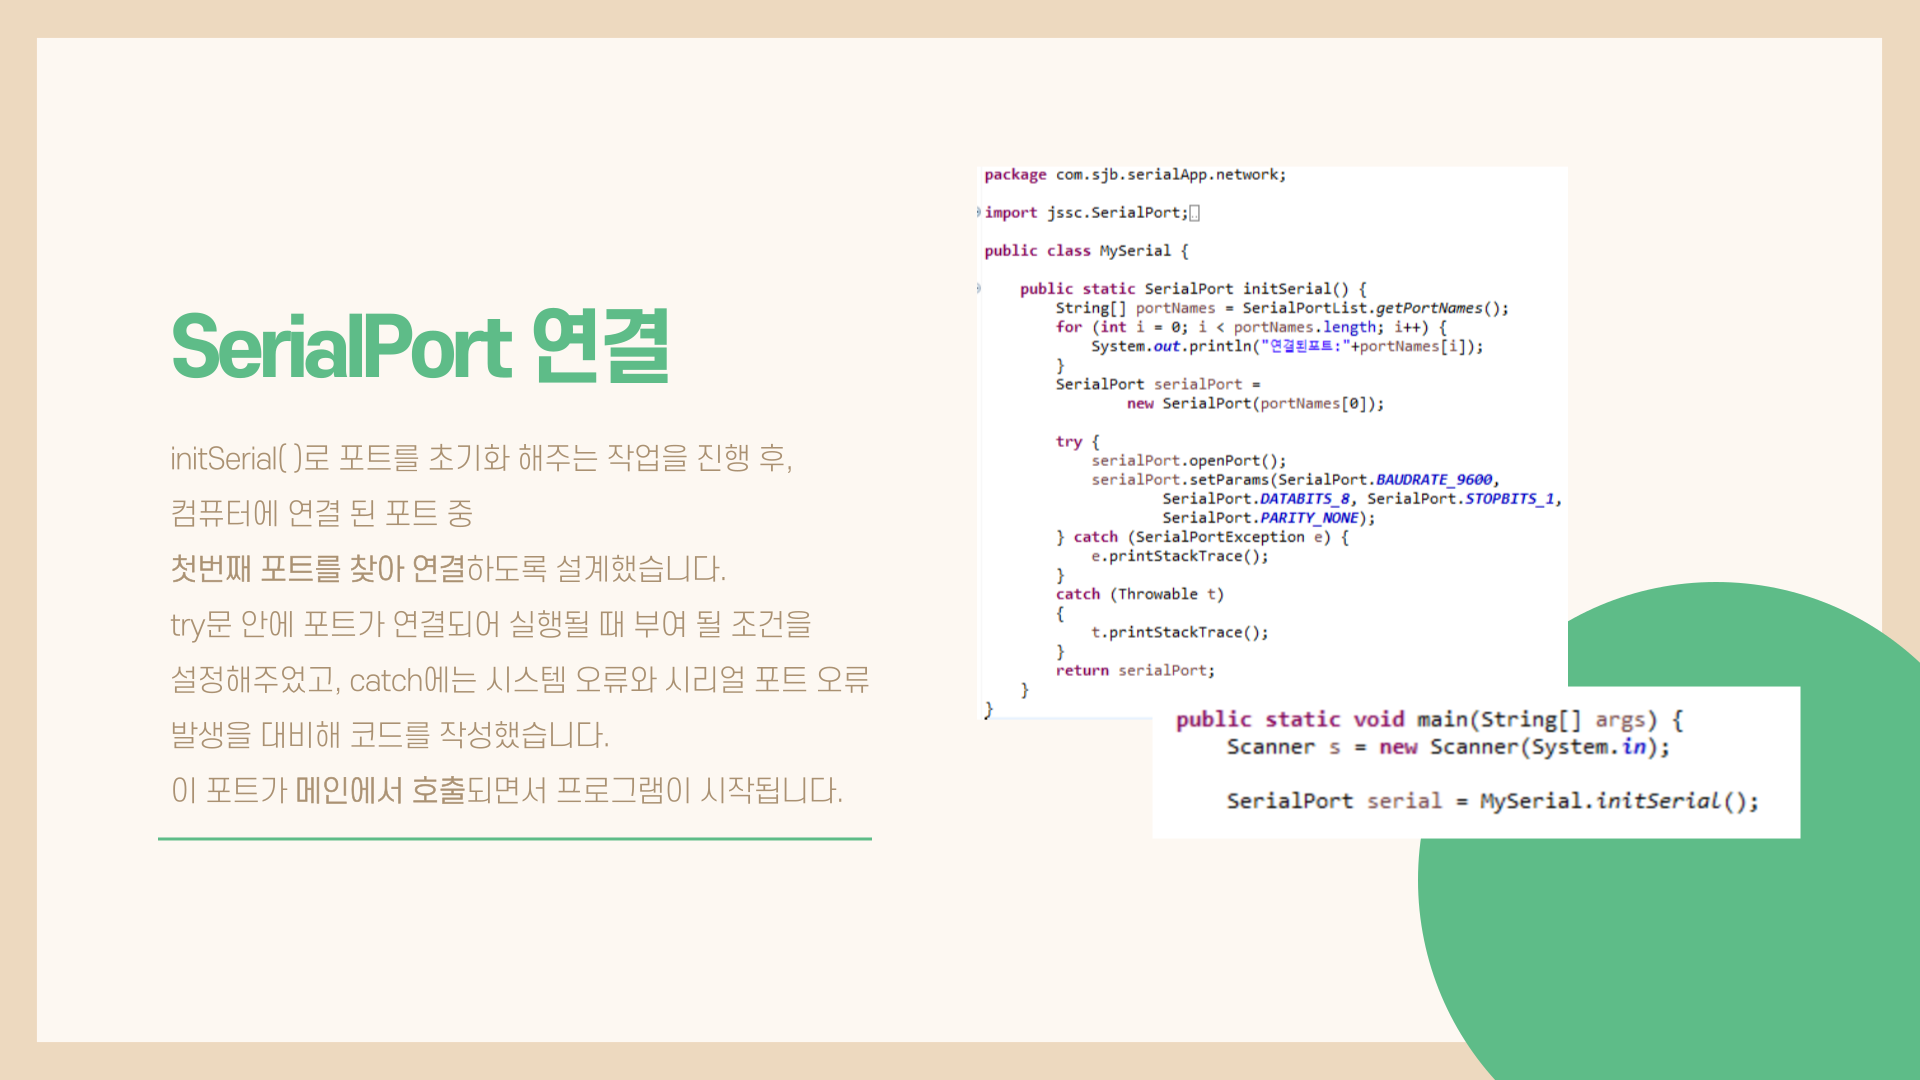 SerialPort 연결
initSerial( )로 포트를 초기화 해주는 작업을 진행 후,
컴퓨터에 연결 된 포트 중
첫번째 포트를 찾아 연결하도록 설계했습니다.
try문 안에 포트가 연결되어 실행될 때 부여 될 조건을
설정해주었고, catch에는 시스템 오류와 시리얼 포트 오류
발생을 대비해 코드를 작성했습니다.
이 포트가 메인에서 호출되면서 프로그램이 시작됩니다.
package com.sjb.serialApp.network;
import jssc.SerialPort;
public class MySerial {
public static SerialPort initSerial() {
String[] portNames = SerialPortList.getPortNames();
for (int i = 0; i < portNames.length; i++) {
System.out.println("연결된포트:"+portNames[i]);
}
SerialPort serialPort =
new SerialPort(portNames[0]);
try {
serialPort.openPort();
serialPort.setParams(SerialPort.BAUDRATE_9600,
SerialPort.DATABITS_8, SerialPort.STOPBITS_1,
SerialPort.PARITY_NONE);
} catch (SerialPortException e) {
e.printStackTrace();
}
catch (Throwable t)
{
t.printStackTrace();
}
return serialPort;
}
}
public static void main(String[] args) {
Scanner s = new Scanner(System.in);
SerialPort serial = MySerial.initSerial();